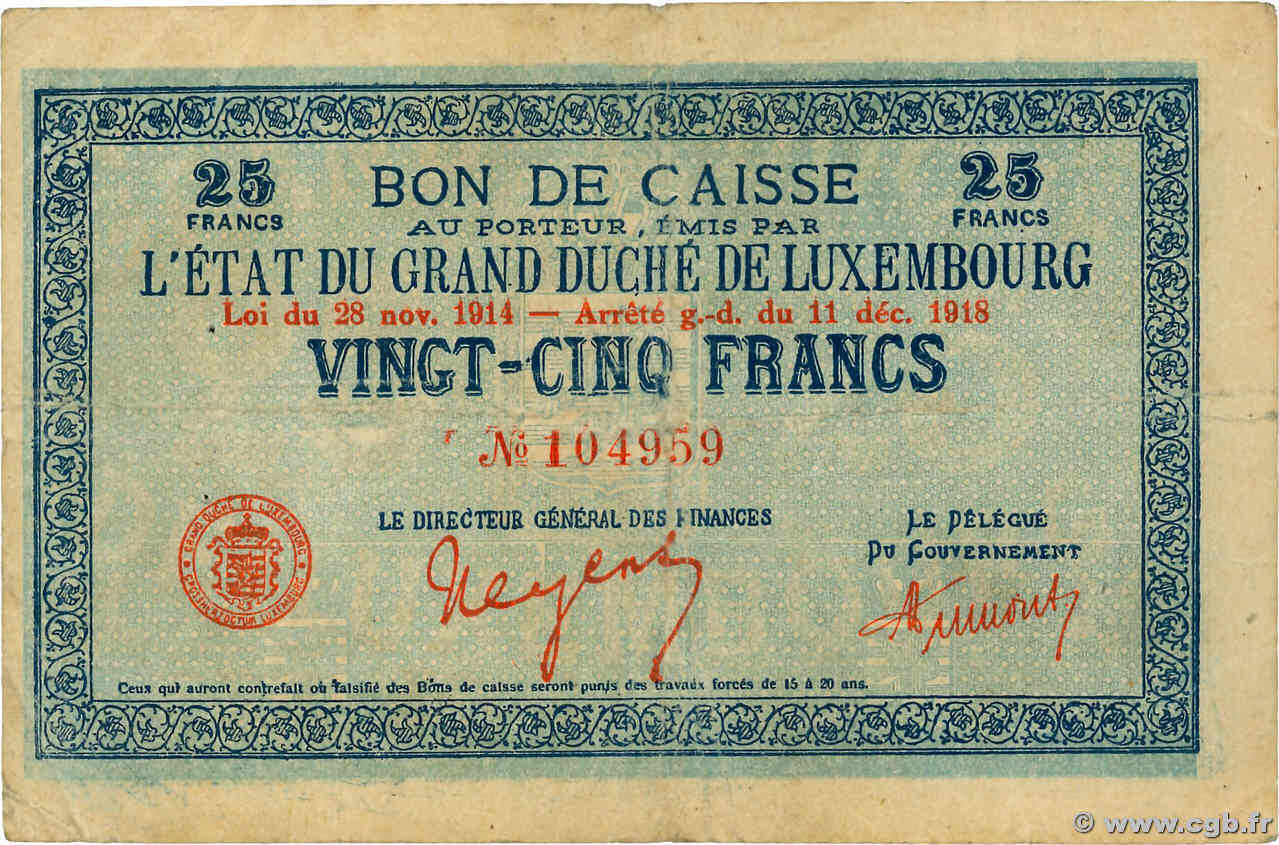 25 FRANCS
25 FRANCS
BON DE CAISSE
AU PORTEUR, ÉMIS PAR
L'ÉTAT DU GRAND DUCHÉ DE LUXEMBOURG
Loi du 28 nov. 1914 — Arrêté g.-d. du 11 déc. 1918
VINGT-CINQ FRANCS
No 104959
GRAND DUCHÉ DE LUXEMBOURG
GROSSHERZOGTUM LUXEMBURG
LE DIRECTEUR GÉNÉRAL DES FINANCES
Neyens
LE DÉLÉGUÉ
DU GOUVERNEMENT
Ceux qui auront contrefait ou falsifié des Bons de caisse seront punis des travaux forcés de 15 à 20 ans.
© www.cgb.fr